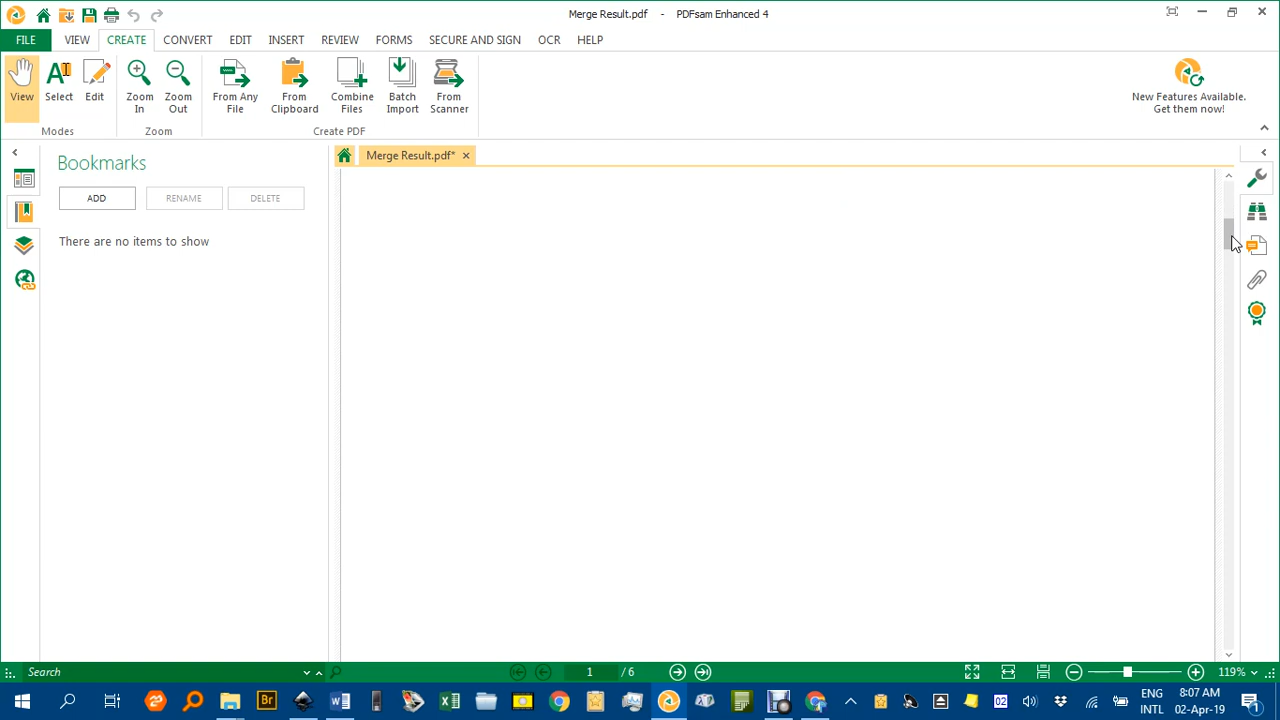 Merge Result.pdf - PDFsam Enhanced 4
FILE VIEW CREATE CONVERT EDIT INSERT REVIEW FORMS SECURE AND SIGN OCR HELP
View Select Edit Zoom In Zoom Out From Any File From Clipboard Combine Files Batch Import From Scanner New Features Available. Get them now!
Modes Zoom Create PDF
Merge Result.pdf* ×
Bookmarks
ADD RENAME DELETE
There are no items to show
Search 1 / 6 119%
ENG 8:07 AM
INTL 02-Apr-19
Br
02
1